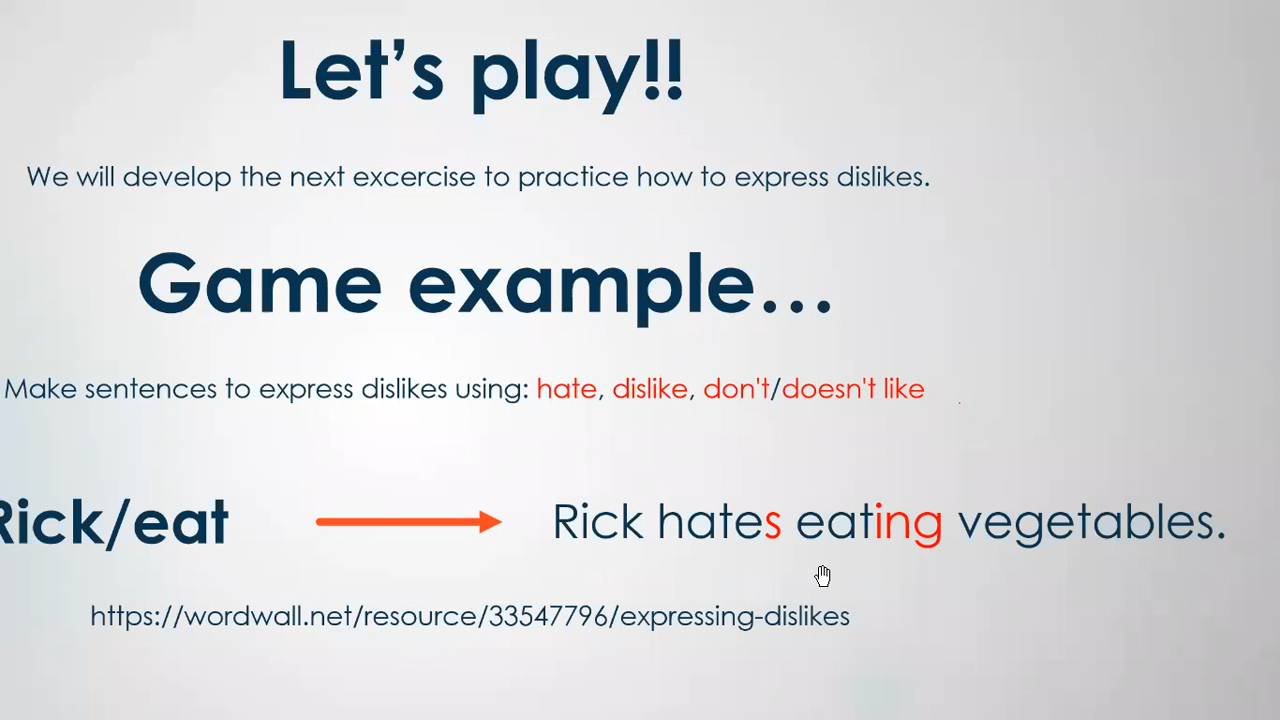 Let’s play!!
We will develop the next excercise to practice how to express dislikes.
Game example...
Make sentences to express dislikes using: hate, dislike, don't/doesn't like
Rick/eat
Rick hates eating vegetables.
https://wordwall.net/resource/33547796/expressing-dislikes